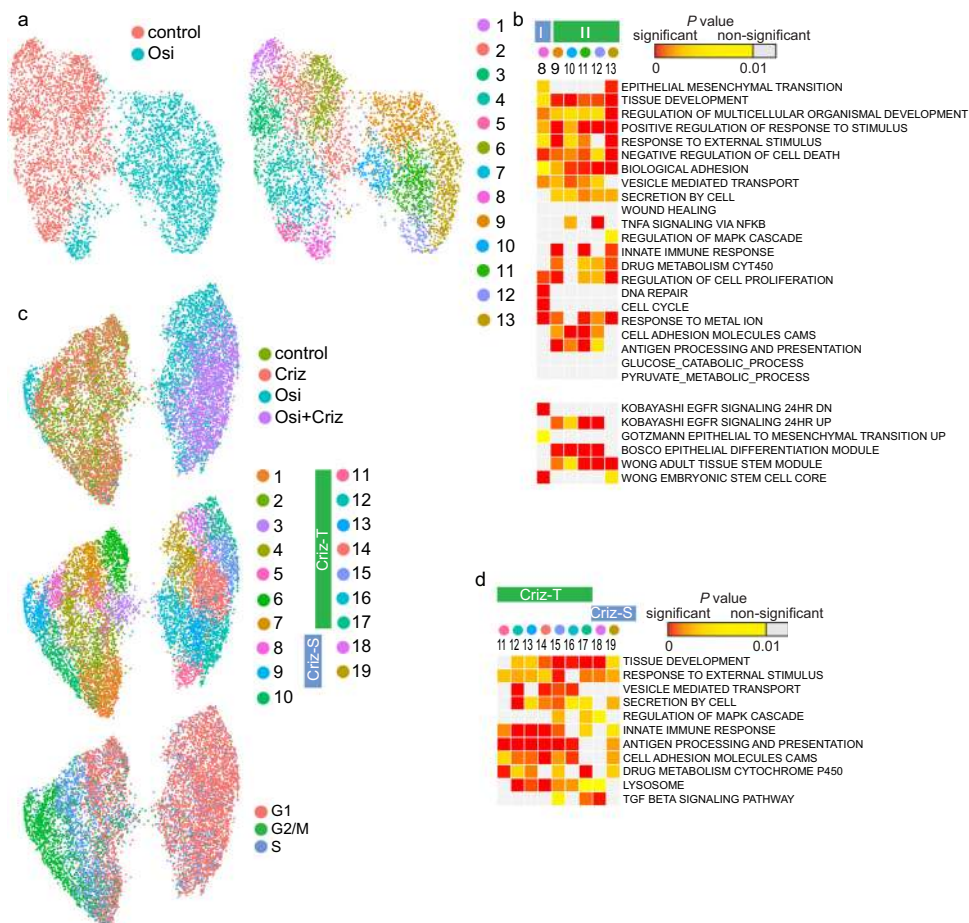 a
control
Osi
1
2
3
4
5
6
7
8
9
10
11
12
13
b
P value
significant non-significant
0 0.01
I II
8 9 10 11 12 13
EPITHELIAL MESENCHYMAL TRANSITION
TISSUE DEVELOPMENT
REGULATION OF MULTICELLULAR ORGANISMAL DEVELOPMENT
POSITIVE REGULATION OF RESPONSE TO STIMULUS
RESPONSE TO EXTERNAL STIMULUS
NEGATIVE REGULATION OF CELL DEATH
BIOLOGICAL ADHESION
VESICLE MEDIATED TRANSPORT
SECRETION BY CELL
WOUND HEALING
TNFA SIGNALING VIA NFKB
REGULATION OF MAPK CASCADE
INNATE IMMUNE RESPONSE
DRUG METABOLISM CYT450
REGULATION OF CELL PROLIFERATION
DNA REPAIR
CELL CYCLE
RESPONSE TO METAL ION
CELL ADHESION MOLECULES CAMS
ANTIGEN PROCESSING AND PRESENTATION
GLUCOSE_CATABOLIC_PROCESS
PYRUVATE_METABOLIC_PROCESS
KOBAYASHI EGFR SIGNALING 24HR DN
KOBAYASHI EGFR SIGNALING 24HR UP
GOTZMANN EPITHELIAL TO MESENCHYMAL TRANSITION UP
BOSCO EPITHELIAL DIFFERENTIATION MODULE
WONG ADULT TISSUE STEM MODULE
WONG EMBRYONIC STEM CELL CORE
c
control
Criz
Osi
Osi+Criz
1
2
3
4
5
6
7
8
9
10
Criz-T
Criz-S
11
12
13
14
15
16
17
18
19
G1
G2/M
S
d
Criz-T
Criz-S
P value
significant non-significant
0 0.01
11 12 13 14 15 16 17 18 19
TISSUE DEVELOPMENT
RESPONSE TO EXTERNAL STIMULUS
VESICLE MEDIATED TRANSPORT
SECRETION BY CELL
REGULATION OF MAPK CASCADE
INNATE IMMUNE RESPONSE
ANTIGEN PROCESSING AND PRESENTATION
CELL ADHESION MOLECULES CAMS
DRUG METABOLISM CYTOCHROME P450
LYSOSOME
TGF BETA SIGNALING PATHWAY